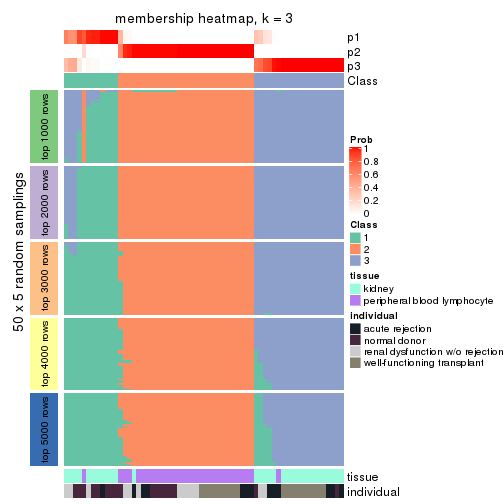 membership heatmap, k = 3
p1
p2
p3
Class
50 x 5 random samplings
top 1000 rows
top 2000 rows
top 3000 rows
top 4000 rows
top 5000 rows
Prob
1
0.8
0.6
0.4
0.2
0
Class
1
2
3
tissue
kidney
peripheral blood lymphocyte
individual
acute rejection
normal donor
renal dysfunction w/o rejection
well-functioning transplant
tissue
individual